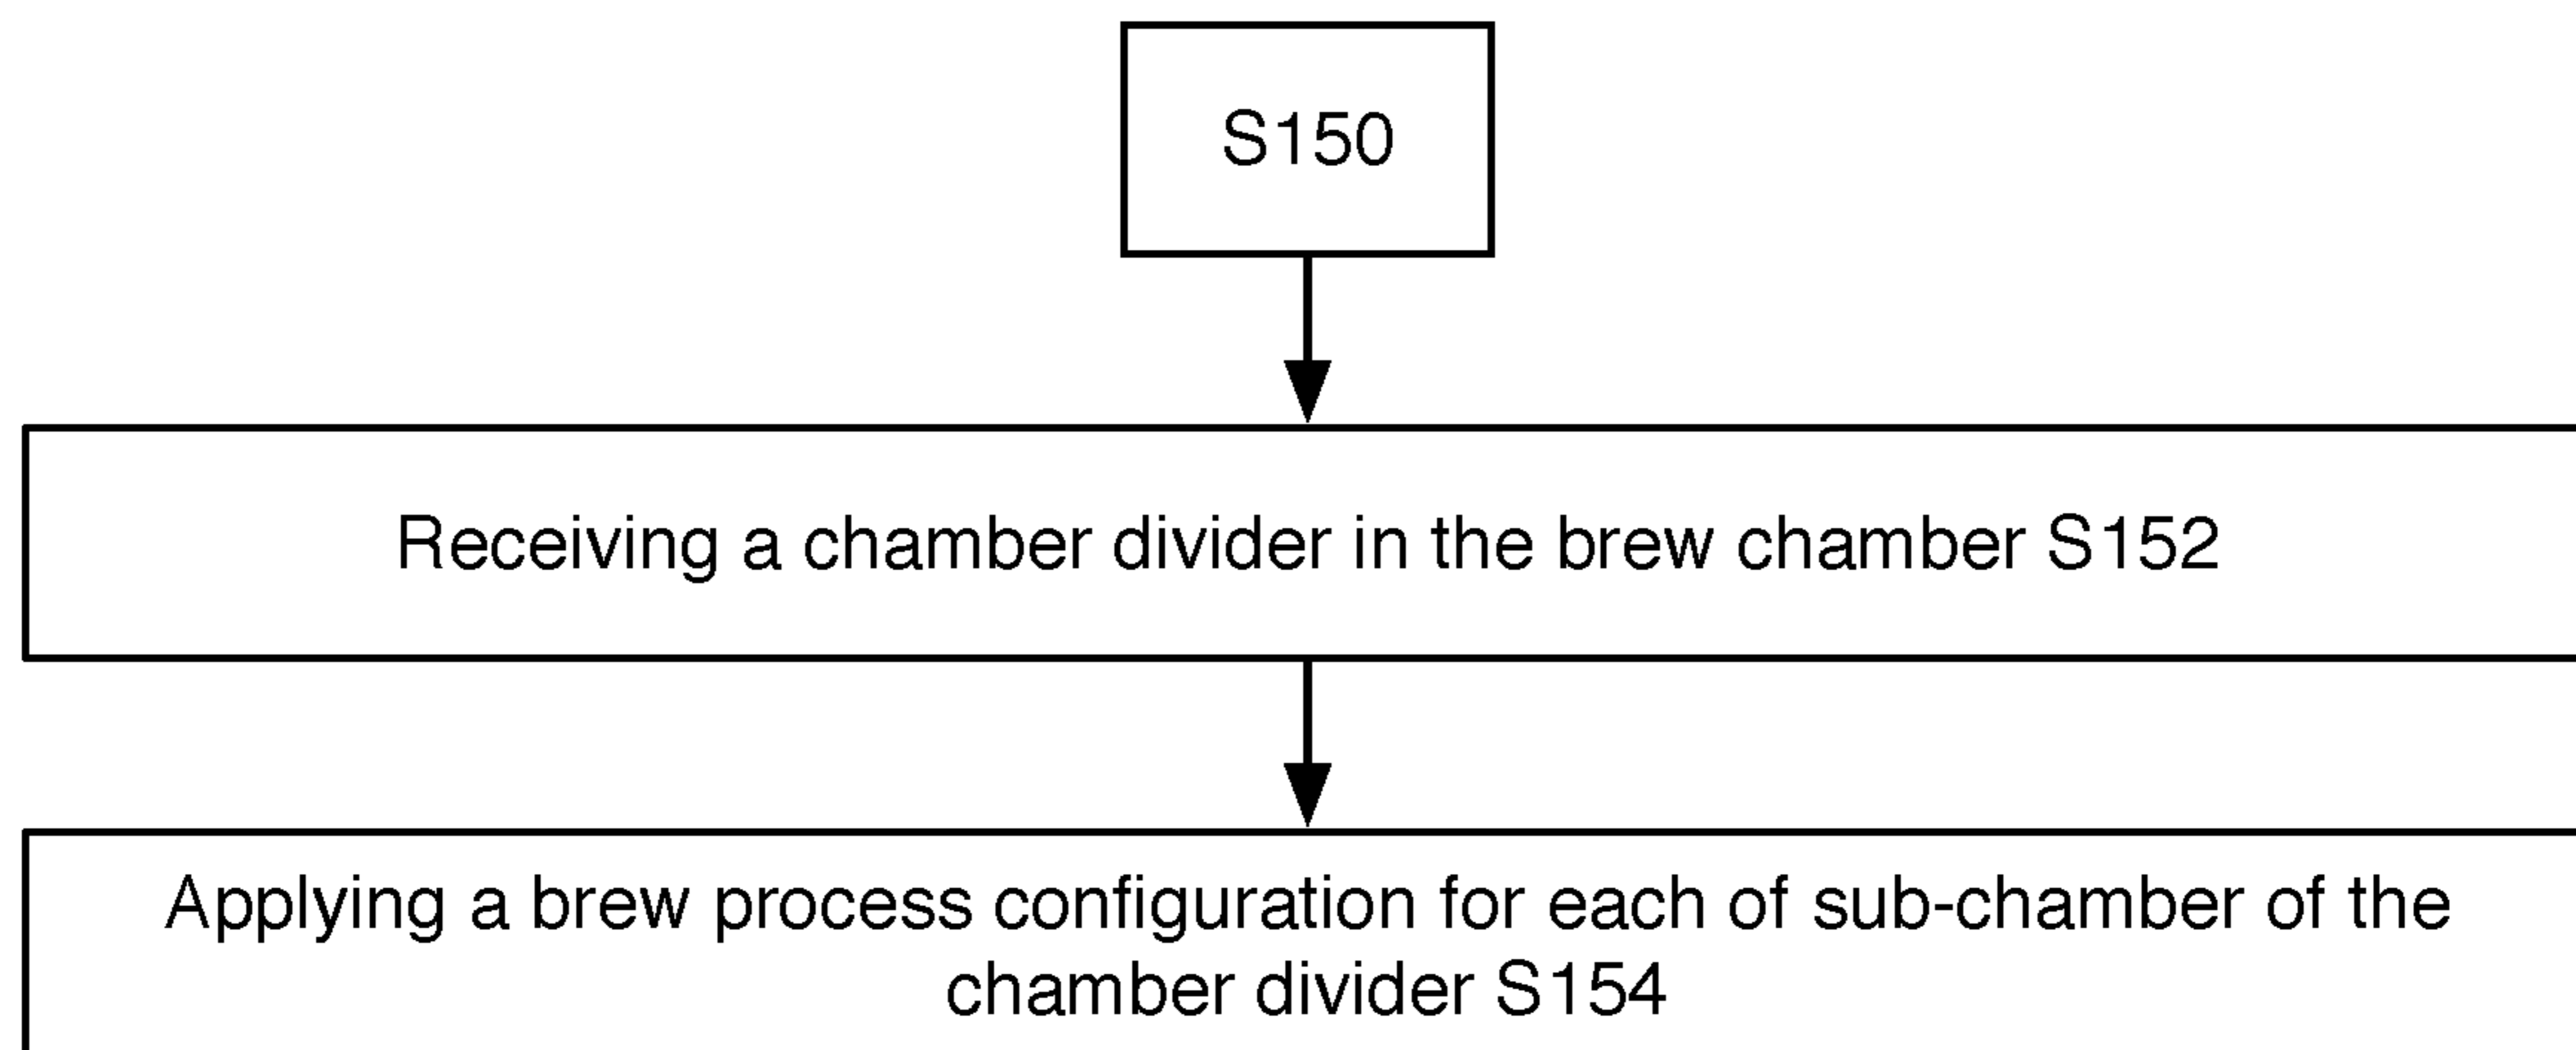 S150
Receiving a chamber divider in the brew chamber S152
Applying a brew process configuration for each of sub-chamber of the
chamber divider S154